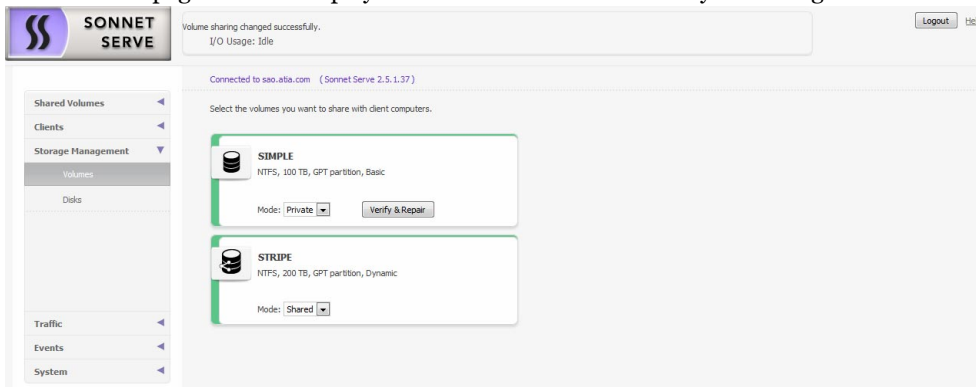 SONNET
SERVE
Volume sharing changed successfully.
I/O Usage: Idle
Logout
Connected to sao.atia.com ( Sonnet Serve 2.5.1.37 )
Shared Volumes
Clients
Storage Management
Volumes
Disks
Traffic
Events
System
Select the volumes you want to share with client computers.
SIMPLE
NTFS, 100 TB, GPT partition, Basic
Mode: Private Verify & Repair
STRIPE
NTFS, 200 TB, GPT partition, Dynamic
Mode: Shared